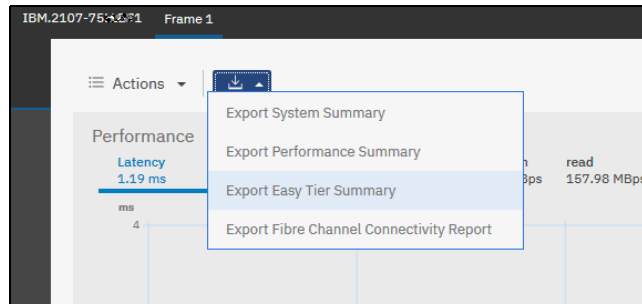 Frame 1
Actions
Export System Summary
Performance
Export Performance Summary
Latency
read
1.19 ms
157.98 MBps
Export Easy Tier Summary
ms
4
Export Fibre Channel Connectivity Report